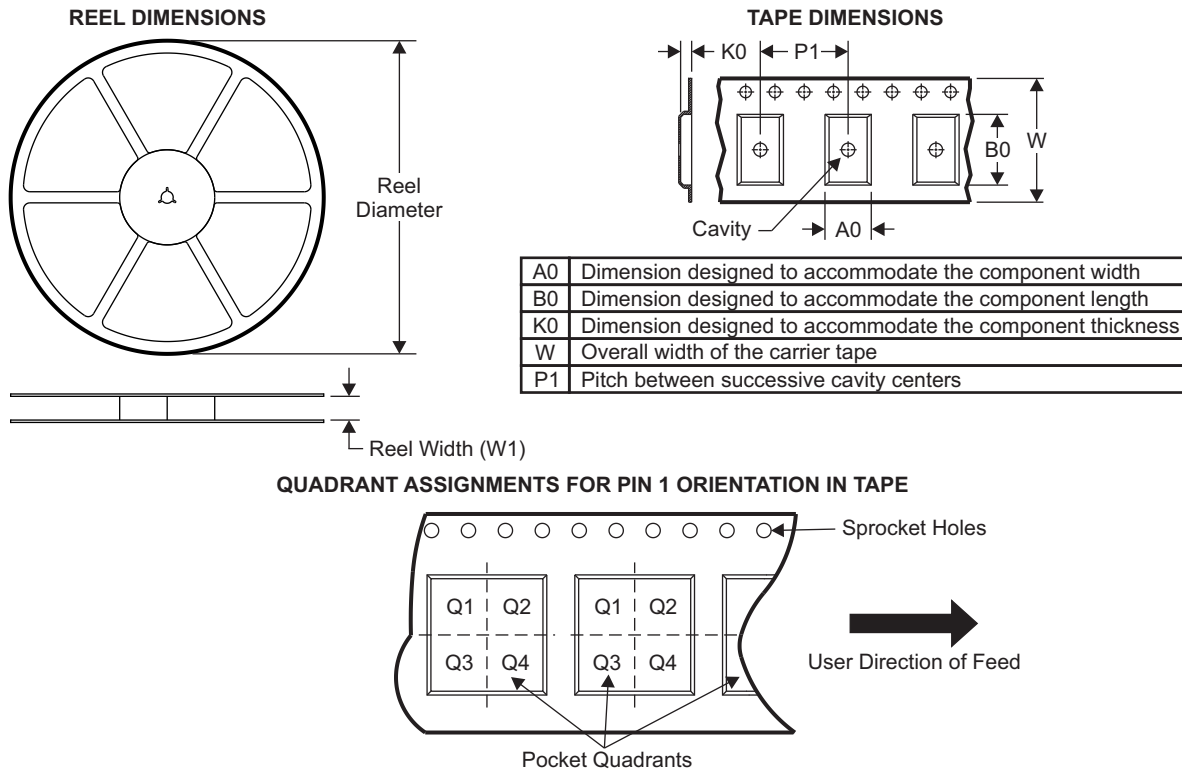 REEL DIMENSIONS
Reel
Diameter
Reel Width (W1)
TAPE DIMENSIONS
K0
P1
W
B0
Cavity
A0
A0 Dimension designed to accommodate the component width
B0 Dimension designed to accommodate the component length
K0 Dimension designed to accommodate the component thickness
W Overall width of the carrier tape
P1 Pitch between successive cavity centers
QUADRANT ASSIGNMENTS FOR PIN 1 ORIENTATION IN TAPE
Sprocket Holes
Q1 Q2 Q1 Q2
Q3 Q4 Q3 Q4
User Direction of Feed
Pocket Quadrants